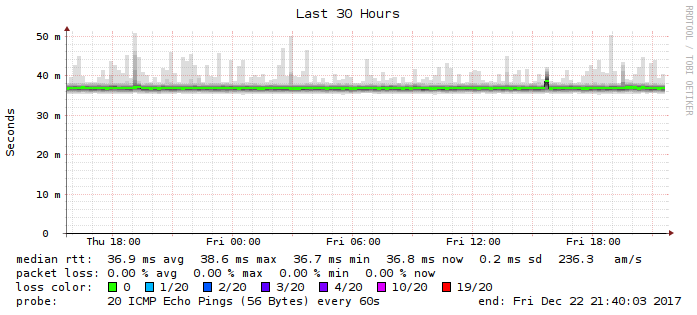 Last 30 Hours
RRDTOOL / TOBI OETIKER
Seconds
50 m
40 m
30 m
20 m
10 m
0
Thu 18:00 Fri 00:00 Fri 06:00 Fri 12:00 Fri 18:00
median rtt: 36.9 ms avg 38.6 ms max 36.7 ms min 36.8 ms now 0.2 ms sd 236.3 am/s
packet loss: 0.00 % avg 0.00 % max 0.00 % min 0.00 % now
loss color: 0 1/20 2/20 3/20 4/20 10/20 19/20
probe: 20 ICMP Echo Pings (56 Bytes) every 60s end: Fri Dec 22 21:40:03 2017